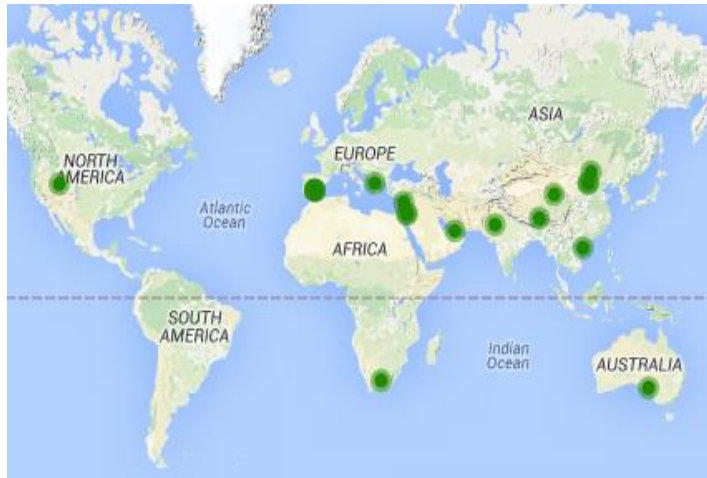 ASIA
NORTH
AMERICA
EUROPE
Atlantic
Ocean
AFRICA
SOUTH
AMERICA
Indian
Ocean
AUSTRALIA